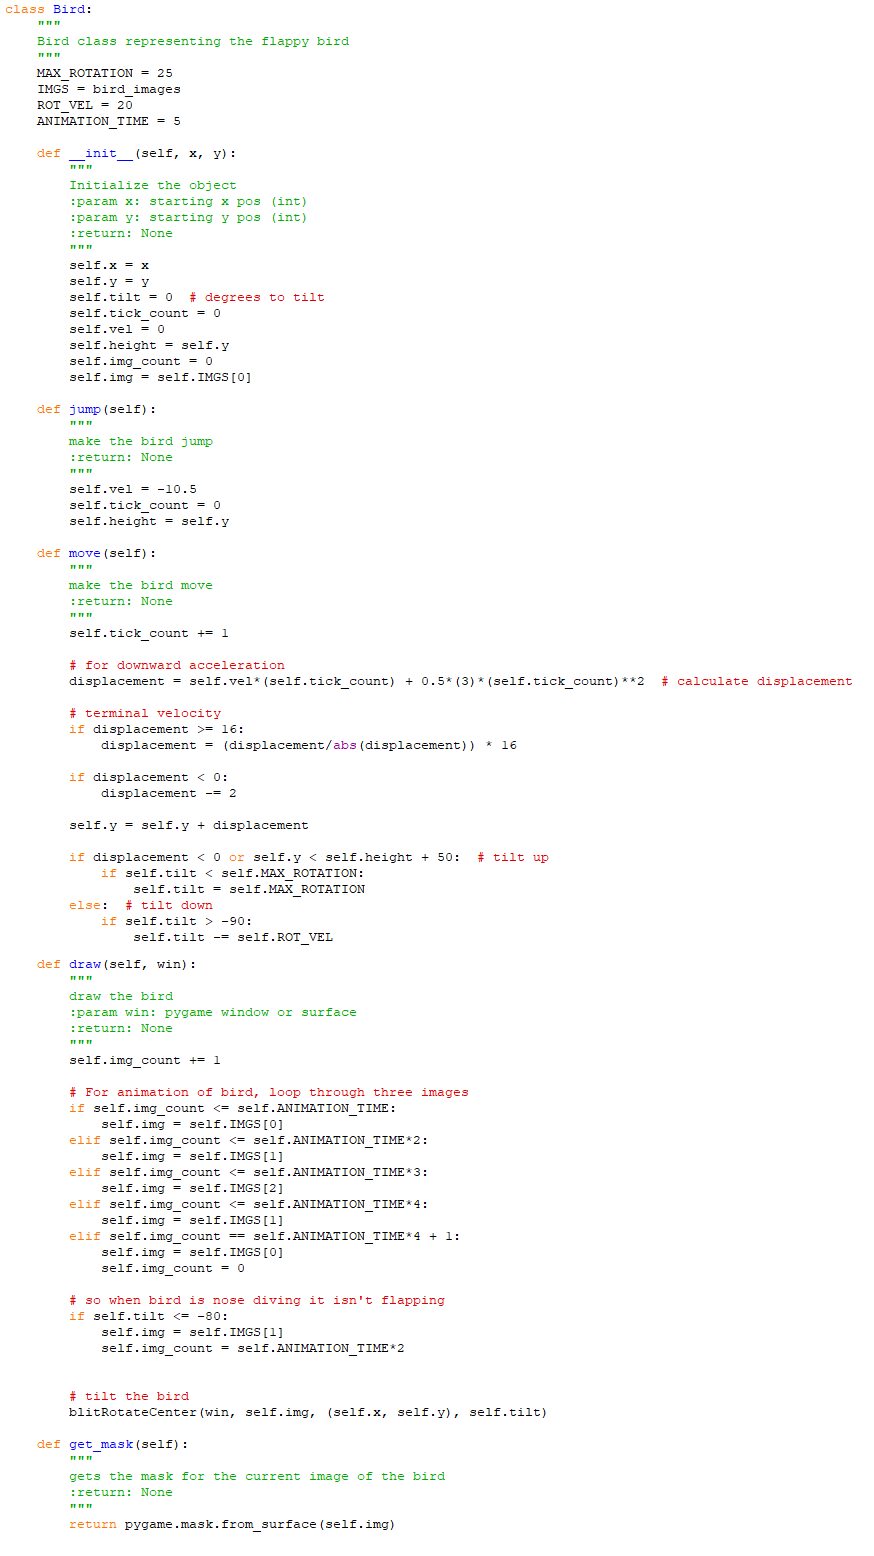 class Bird:
    """
    Bird class representing the flappy bird
    """
    MAX_ROTATION = 25
    IMGS = bird_images
    ROT_VEL = 20
    ANIMATION_TIME = 5

    def __init__(self, x, y):
        """
        Initialize the object
        :param x: starting x pos (int)
        :param y: starting y pos (int)
        :return: None
        """
        self.x = x
        self.y = y
        self.tilt = 0  # degrees to tilt
        self.tick_count = 0
        self.vel = 0
        self.height = self.y
        self.img_count = 0
        self.img = self.IMGS[0]

    def jump(self):
        """
        make the bird jump
        :return: None
        """
        self.vel = -10.5
        self.tick_count = 0
        self.height = self.y

    def move(self):
        """
        make the bird move
        :return: None
        """
        self.tick_count += 1

        # for downward acceleration
        displacement = self.vel*(self.tick_count) + 0.5*(3)*(self.tick_count)**2  # calculate displacement

        # terminal velocity
        if displacement >= 16:
            displacement = (displacement/abs(displacement)) * 16

        if displacement < 0:
            displacement -= 2

        self.y = self.y + displacement

        if displacement < 0 or self.y < self.height + 50:  # tilt up
            if self.tilt < self.MAX_ROTATION:
                self.tilt = self.MAX_ROTATION
        else:  # tilt down
            if self.tilt > -90:
                self.tilt -= self.ROT_VEL

    def draw(self, win):
        """
        draw the bird
        :param win: pygame window or surface
        :return: None
        """
        self.img_count += 1

        # For animation of bird, loop through three images
        if self.img_count <= self.ANIMATION_TIME:
            self.img = self.IMGS[0]
        elif self.img_count <= self.ANIMATION_TIME*2:
            self.img = self.IMGS[1]
        elif self.img_count <= self.ANIMATION_TIME*3:
            self.img = self.IMGS[2]
        elif self.img_count <= self.ANIMATION_TIME*4:
            self.img = self.IMGS[1]
        elif self.img_count == self.ANIMATION_TIME*4 + 1:
            self.img = self.IMGS[0]
            self.img_count = 0

        # so when bird is nose diving it isn't flapping
        if self.tilt <= -80:
            self.img = self.IMGS[1]
            self.img_count = self.ANIMATION_TIME*2


        # tilt the bird
        blitRotateCenter(win, self.img, (self.x, self.y), self.tilt)

    def get_mask(self):
        """
        gets the mask for the current image of the bird
        :return: None
        """
        return pygame.mask.from_surface(self.img)